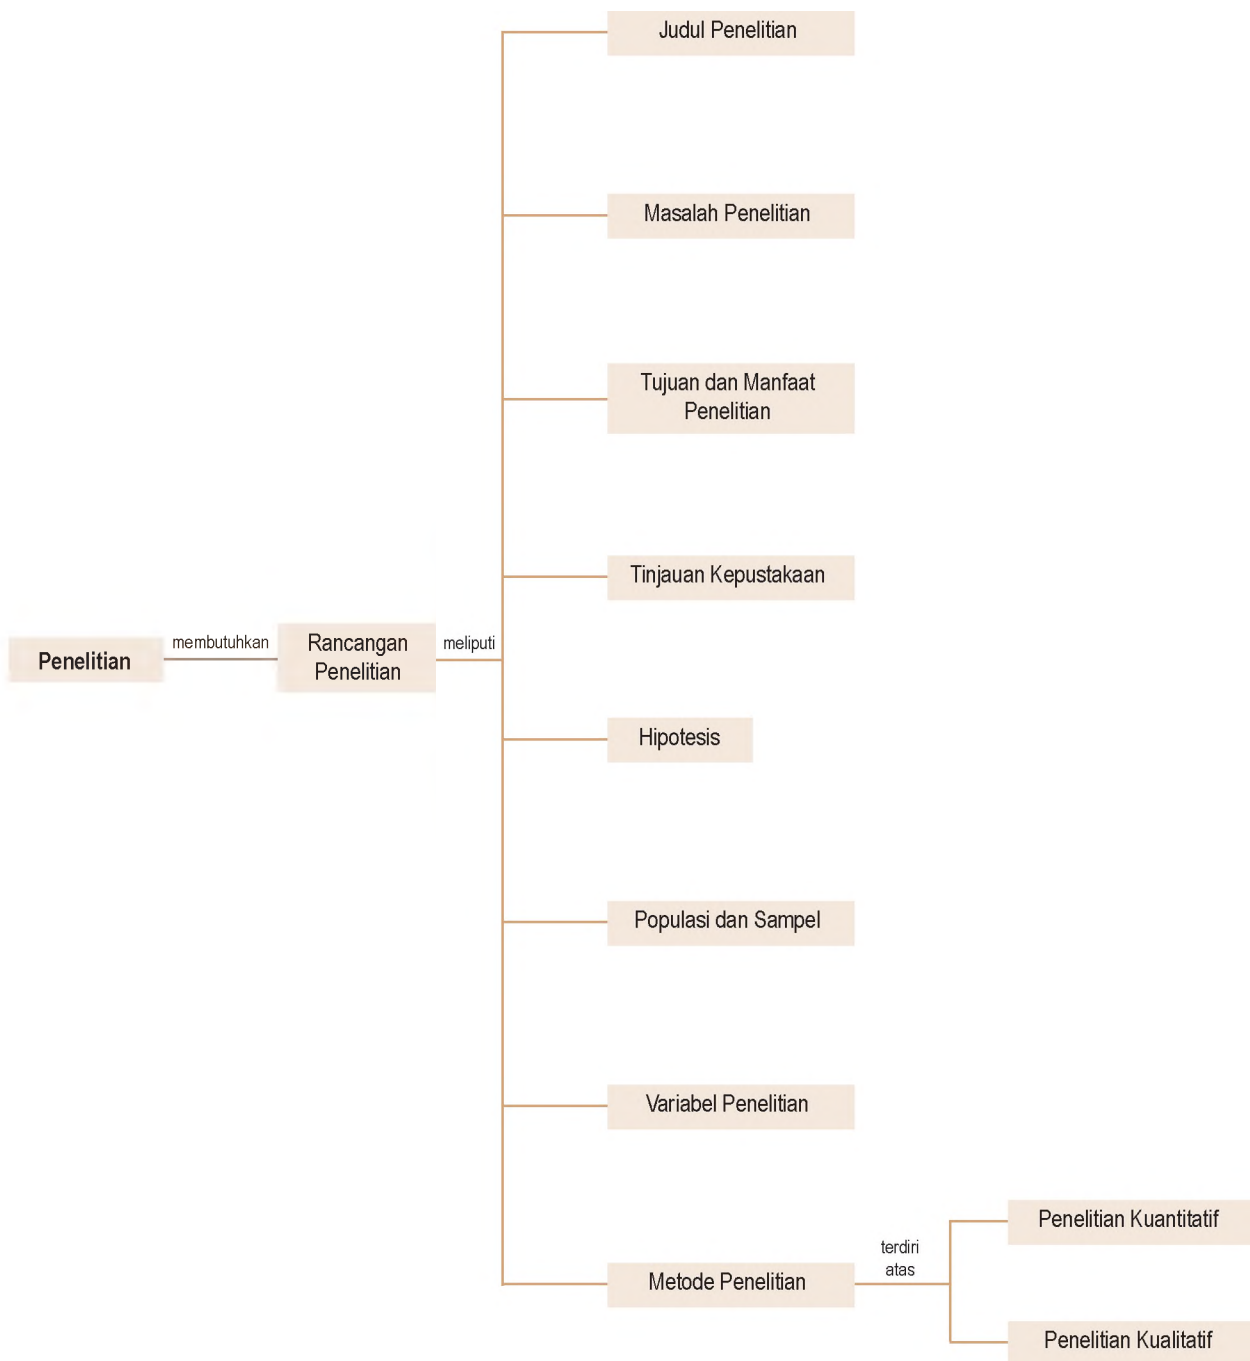 Judul Penelitian
Masalah Penelitian
Tujuan dan Manfaat
Penelitian
Tinjauan Kepustakaan
Penelitian
membutuhkan
Rancangan
Penelitian
meliputi
Hipotesis
Populasi dan Sampel
Variabel Penelitian
Metode Penelitian
terdiri
atas
Penelitian Kuantitatif
Penelitian Kualitatif